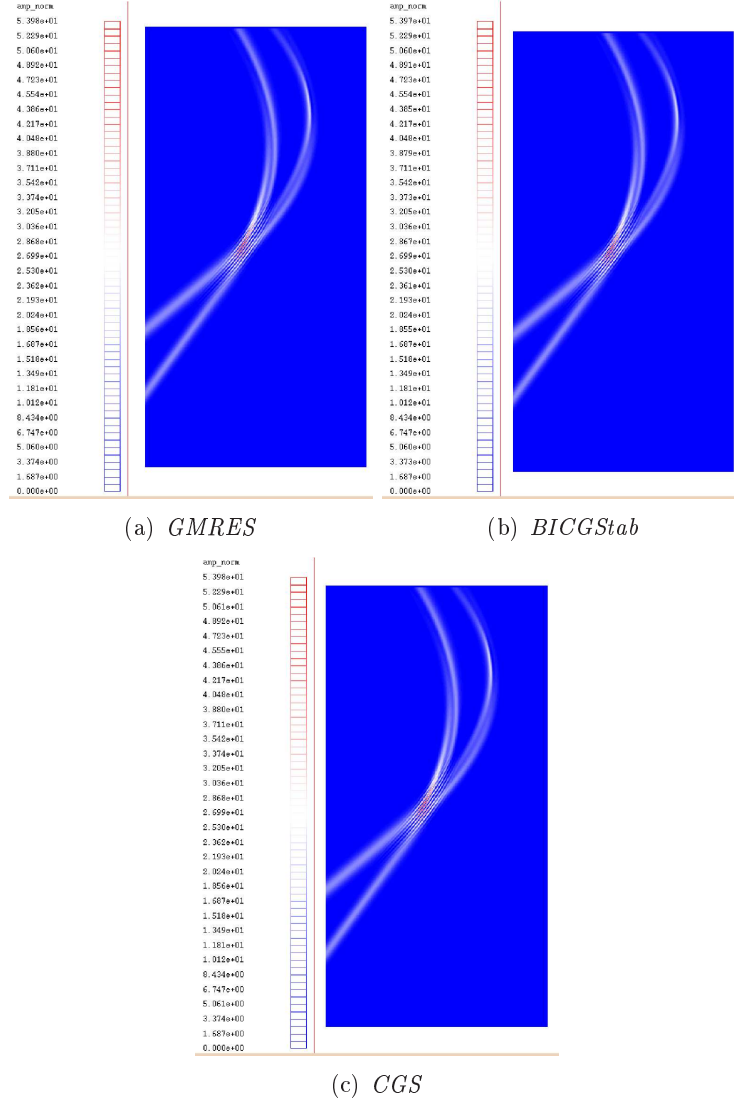 amp_norm
5.398e+01
5.229e+01
5.060e+01
4.892e+01
4.723e+01
4.554e+01
4.386e+01
4.217e+01
4.048e+01
3.880e+01
3.711e+01
3.542e+01
3.374e+01
3.205e+01
3.036e+01
2.868e+01
2.699e+01
2.530e+01
2.361e+01
2.193e+01
2.024e+01
1.856e+01
1.687e+01
1.518e+01
1.349e+01
1.181e+01
1.012e+01
8.434e+00
6.747e+00
5.060e+00
3.374e+00
1.687e+00
0.000e+00
(a) GMRES
amp_norm
5.397e+01
5.229e+01
5.060e+01
4.891e+01
4.723e+01
4.554e+01
4.385e+01
4.217e+01
4.048e+01
3.879e+01
3.711e+01
3.542e+01
3.373e+01
3.205e+01
3.036e+01
2.867e+01
2.699e+01
2.530e+01
2.361e+01
2.193e+01
2.024e+01
1.855e+01
1.687e+01
1.518e+01
1.349e+01
1.181e+01
1.012e+01
8.434e+00
6.747e+00
5.060e+00
3.373e+00
1.687e+00
0.000e+00
(b) BICGStab
amp_norm
5.398e+01
5.229e+01
5.061e+01
4.892e+01
4.723e+01
4.555e+01
4.386e+01
4.217e+01
4.048e+01
3.880e+01
3.711e+01
3.542e+01
3.374e+01
3.205e+01
3.036e+01
2.868e+01
2.699e+01
2.530e+01
2.362e+01
2.193e+01
2.024e+01
1.856e+01
1.687e+01
1.518e+01
1.349e+01
1.181e+01
1.012e+01
8.434e+00
6.747e+00
5.061e+00
3.374e+00
1.687e+00
0.000e+00
(c) CGS